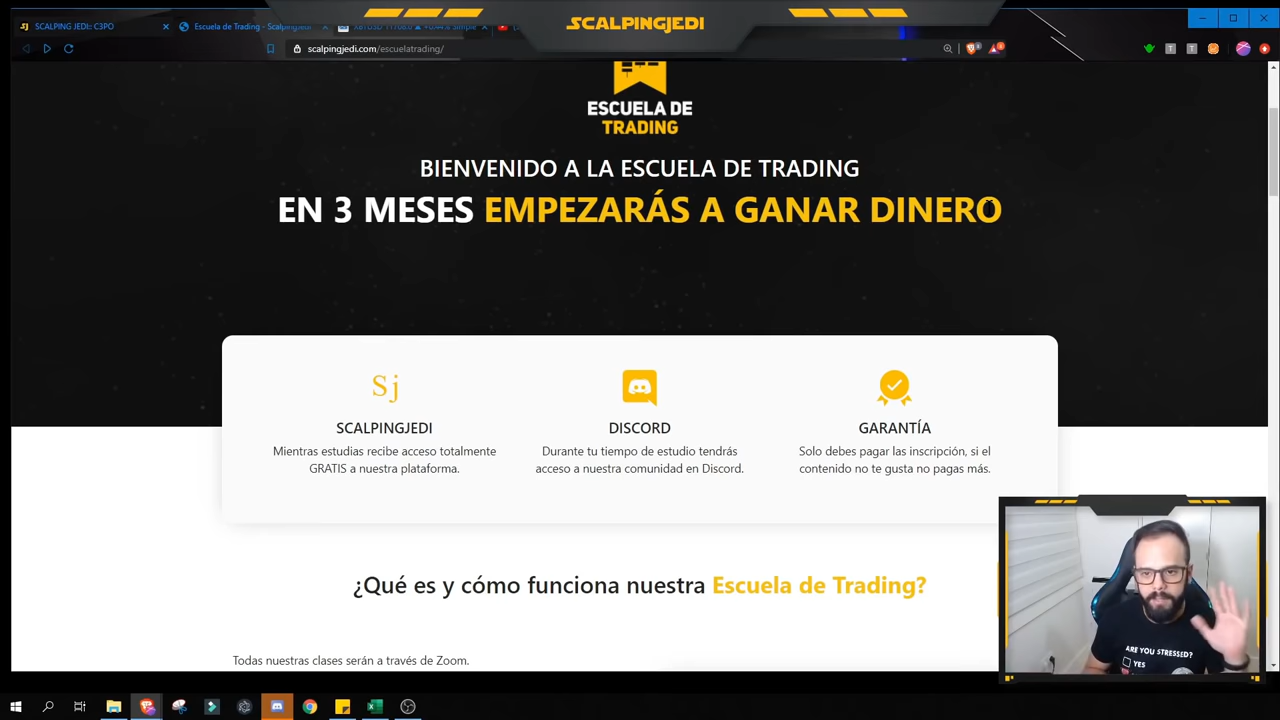 SCALPINGJEDI
SCALPING JEDI: C3PO
Escuela de Trading - Scalpingj
scalpingjedi.com/escuelatrading/
ESCUELA DE
TRADING
BIENVENIDO A LA ESCUELA DE TRADING
EN 3 MESES EMPEZARÁS A GANAR DINERO
Sj
SCALPINGJEDI
Mientras estudias recibe acceso totalmente
GRATIS a nuestra plataforma.
DISCORD
Durante tu tiempo de estudio tendrás
acceso a nuestra comunidad en Discord.
GARANTÍA
Solo debes pagar las inscripción, si el
contenido no te gusta no pagas más.
¿Qué es y cómo funciona nuestra Escuela de Trading?
Todas nuestras clases serán a través de Zoom.
ARE YOU STRESSED?
YES